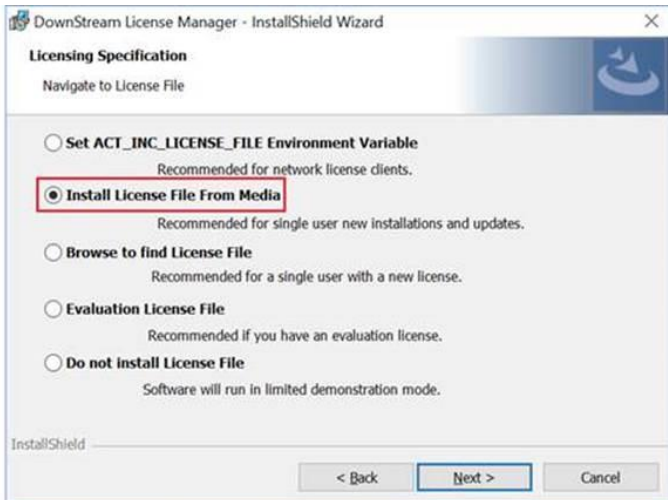 DownStream License Manager - InstallShield Wizard
Licensing Specification
Navigate to License File
Set ACT_INC_LICENSE_FILE Environment Variable
Recommended for network license clients.
Install License File From Media
Recommended for single user new installations and updates.
Browse to find License File
Recommended for a single user with a new license.
Evaluation License File
Recommended if you have an evaluation license.
Do not install License File
Software will run in limited demonstration mode.
InstallShield
< Back Next > Cancel